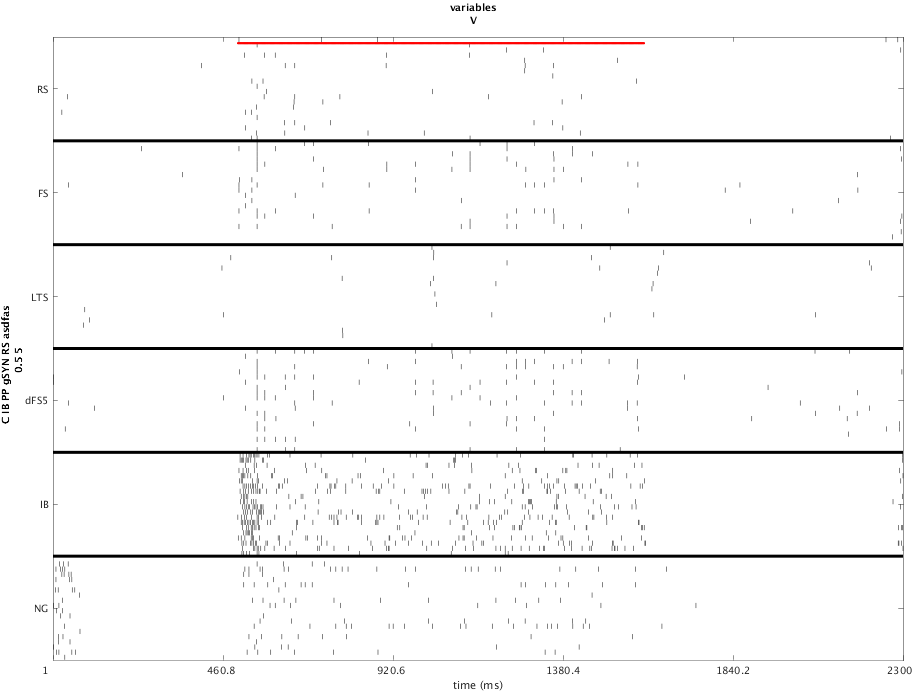 variables
V
RS
FS
LTS
dFS5
IB
NG
C IB PP gSYN RS asdfas
0.5 5
1
460.8
920.6
1380.4
1840.2
2300
time (ms)